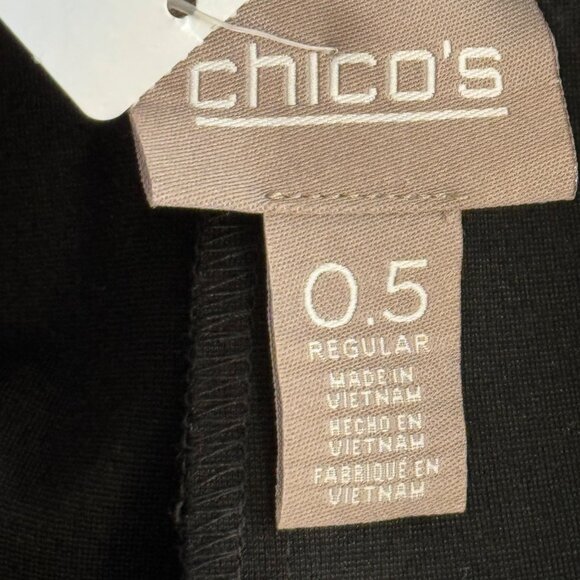 chico's
0.5
REGULAR
MADE IN
VIETNAM
HECHO EN
VIETNAM
FABRIQUÉ EN
VIETNAM